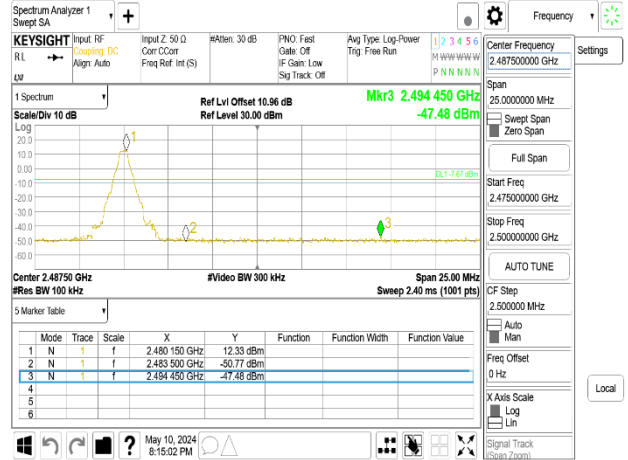 Spectrum Analyzer 1
Swept SA
Frequency
KEYSIGHT
Input: RF
Coupling: DC
Align: Auto
Input Z: 50 Ω
Corr CCorr
Freq Ref: Int (S)
#Atten: 30 dB
PNO: Fast
Gate: Off
IF Gain: Low
Sig Track: Off
Avg Type: Log-Power
Trig: Free Run
1 2 3 4 5 6
M W W W W W
P N N N N N
RL
1 Spectrum
Scale/Div 10 dB
Ref Lvl Offset 10.96 dB
Ref Level 30.00 dBm
Mkr3 2.494 450 GHz
-47.48 dBm
Log
20.0
10.0
0.00
-10.0
-20.0
-30.0
-40.0
-50.0
-60.0
1
2
3
DL1 -7.67 dBm
Center 2.48750 GHz
#Res BW 100 kHz
#Video BW 300 kHz
Span 25.00 MHz
Sweep 2.40 ms (1001 pts)
5 Marker Table
Mode Trace Scale X Y Function Function Width Function Value
1 N 1 f 2.480 150 GHz 12.33 dBm
2 N 1 f 2.483 500 GHz -50.77 dBm
3 N 1 f 2.494 450 GHz -47.48 dBm
4
5
6
May 10, 2024
8:15:02 PM
Center Frequency
2.487500000 GHz
Span
25.0000000 MHz
Swept Span
Zero Span
Full Span
Start Freq
2.475000000 GHz
Stop Freq
2.500000000 GHz
AUTO TUNE
CF Step
2.500000 MHz
Auto
Man
Freq Offset
0 Hz
X Axis Scale
Log
Lin
Signal Track
(Span Zoom)
Settings
Local